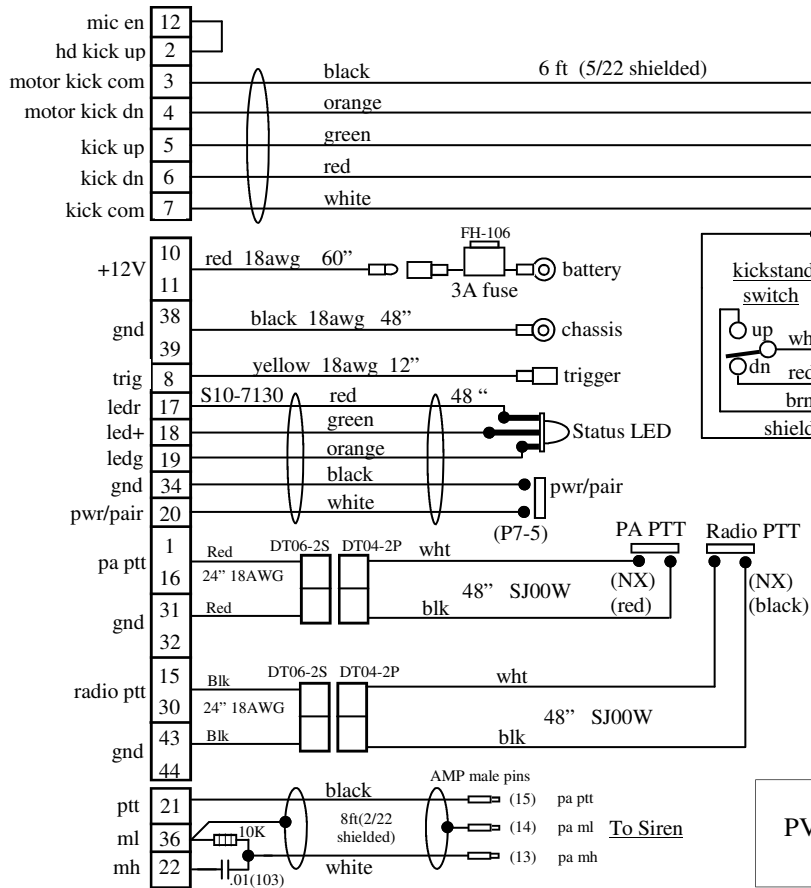 mic en 12
hd kick up 2
motor kick com 3 black 6 ft (5/22 shielded)
motor kick dn 4 orange
kick up 5 green
kick dn 6 red
kick com 7 white
FH-106
+12V 10 11 red 18awg 60” battery
3A fuse
gnd 38 39 black 18awg 48” chassis
trig 8 yellow 18awg 12” trigger
kickstand
switch
up
dn
wh
red
brn
shield
ledr 17 S10-7130 red 48 “
led+ 18 green Status LED
ledg 19 orange
gnd 34 black pwr/pair
pwr/pair 20 white
(P7-5)
PA PTT Radio PTT
pa ptt 1 16 Red DT06-2S DT04-2P wht
24” 18AWG 48” SJ00W (NX) (NX)
(red) (black)
gnd 31 32 Red blk
radio ptt 15 30 Blk DT06-2S DT04-2P wht
24” 18AWG 48” SJ00W
gnd 43 44 Blk blk
AMP male pins
ptt 21 black (15) pa ptt
ml 36 10K 8ft(2/22 shielded) (14) pa ml To Siren
mh 22 .01(103) white (13) pa mh
PV